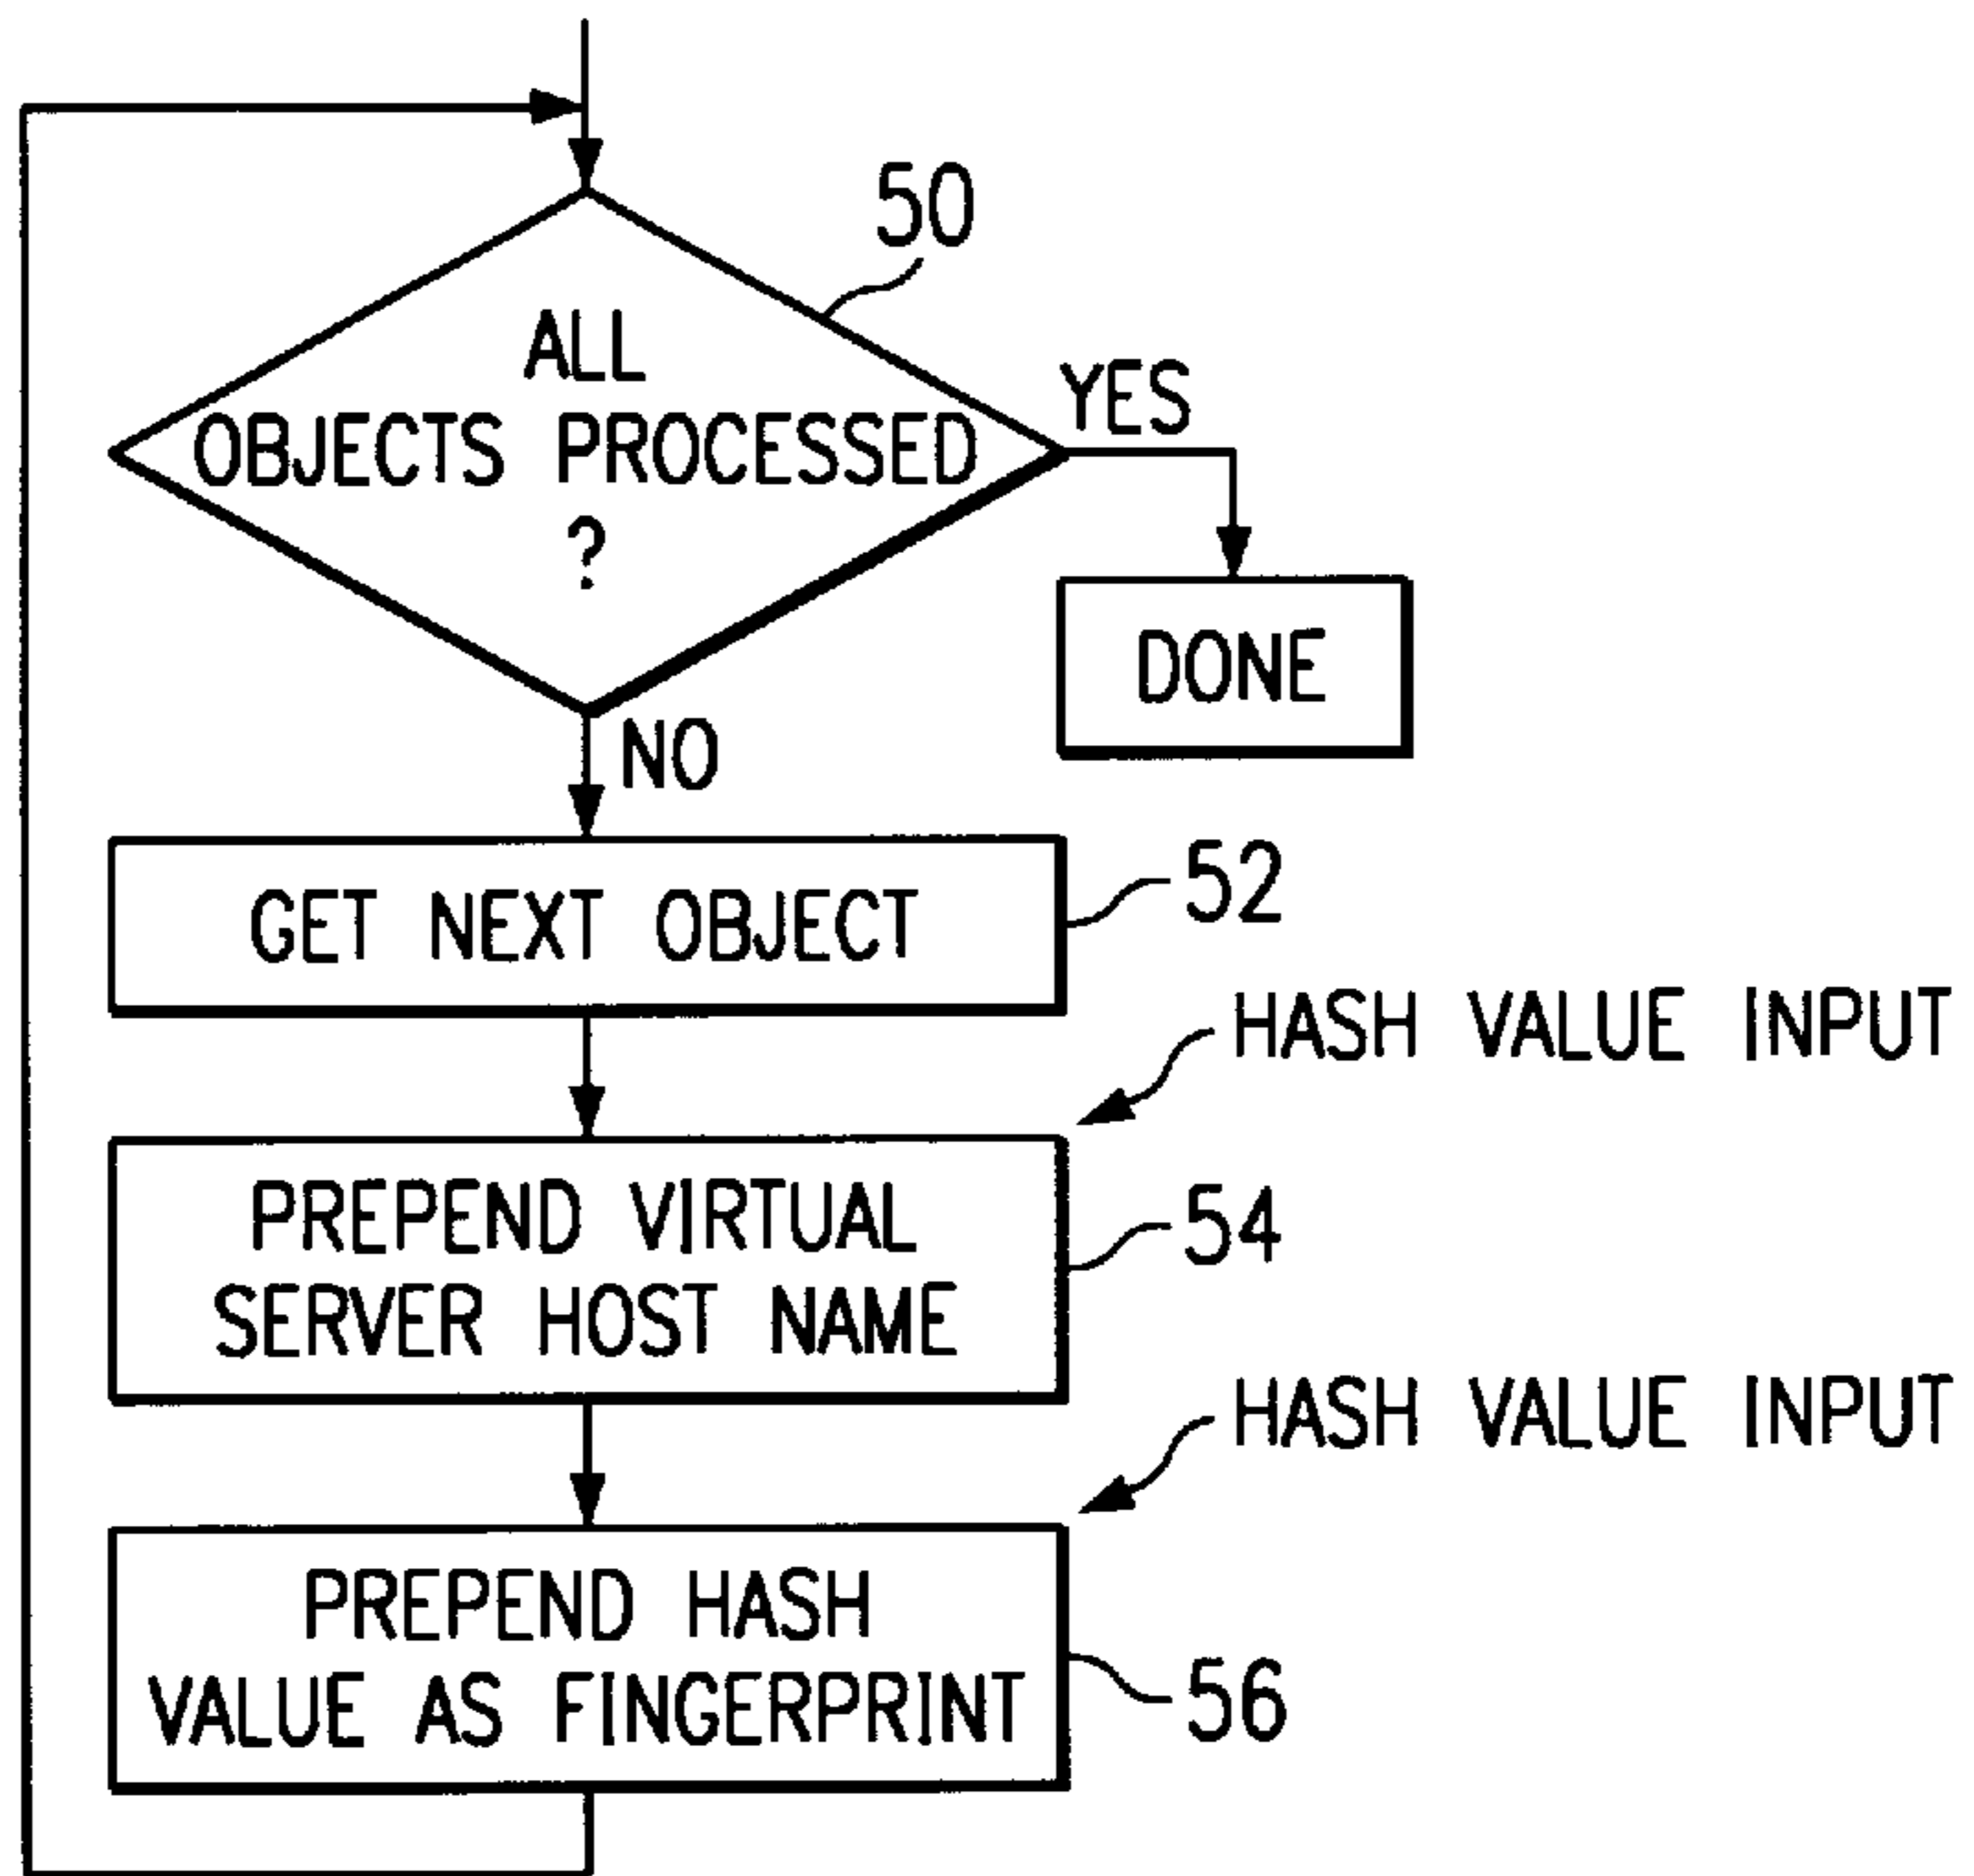 50
ALL
OBJECTS PROCESSED
?
YES
DONE
NO
GET NEXT OBJECT
52
HASH VALUE INPUT
PREPEND VIRTUAL
SERVER HOST NAME
54
HASH VALUE INPUT
PREPEND HASH
VALUE AS FINGERPRINT
56